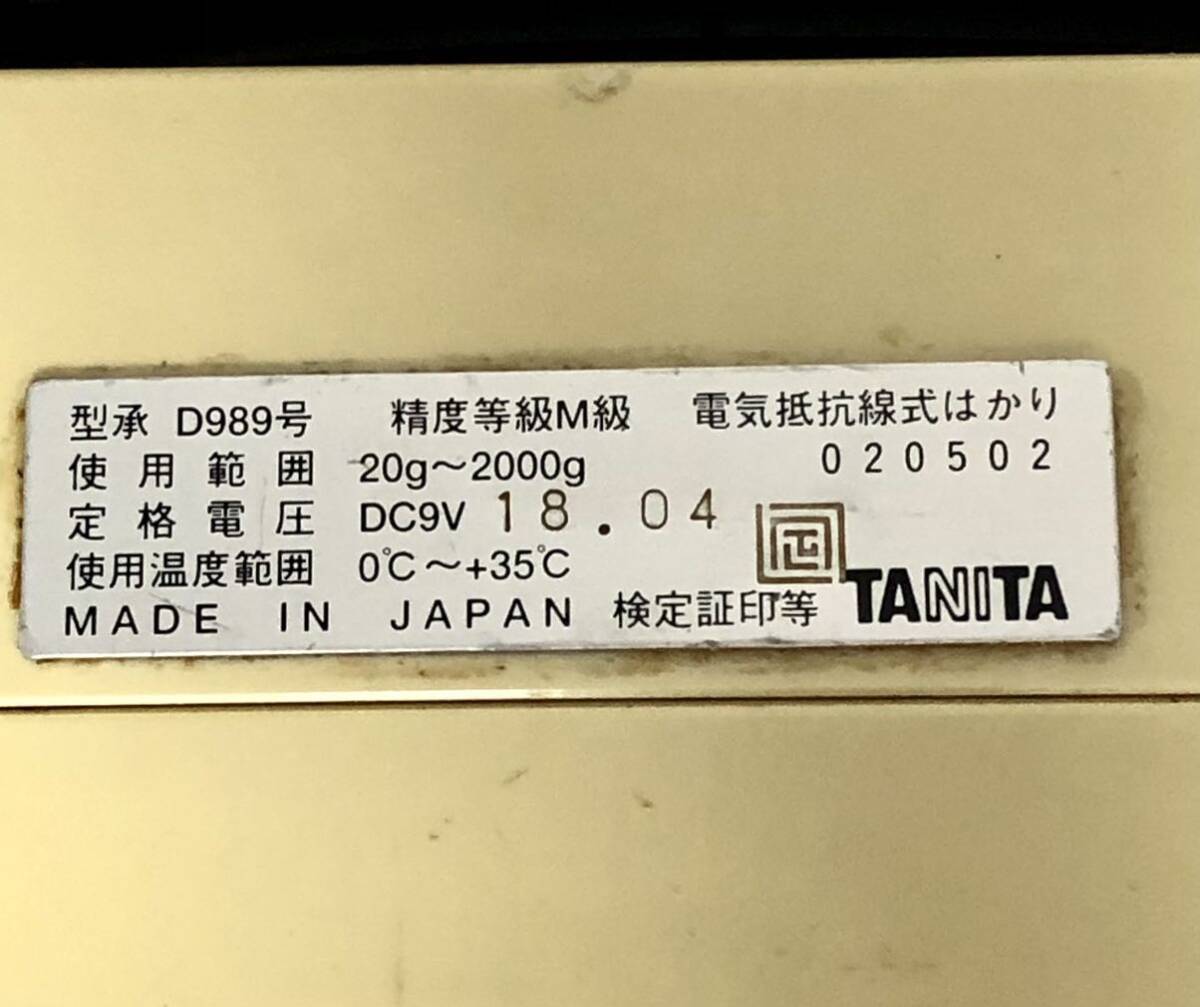 型承 D989号 精度等級M級 電気抵抗線式はかり
使用範囲 20g～2000g 020502
定格電圧 DC9V 18.04
使用温度範囲 0℃～+35℃
MADE IN JAPAN 検定証印等 TANITA